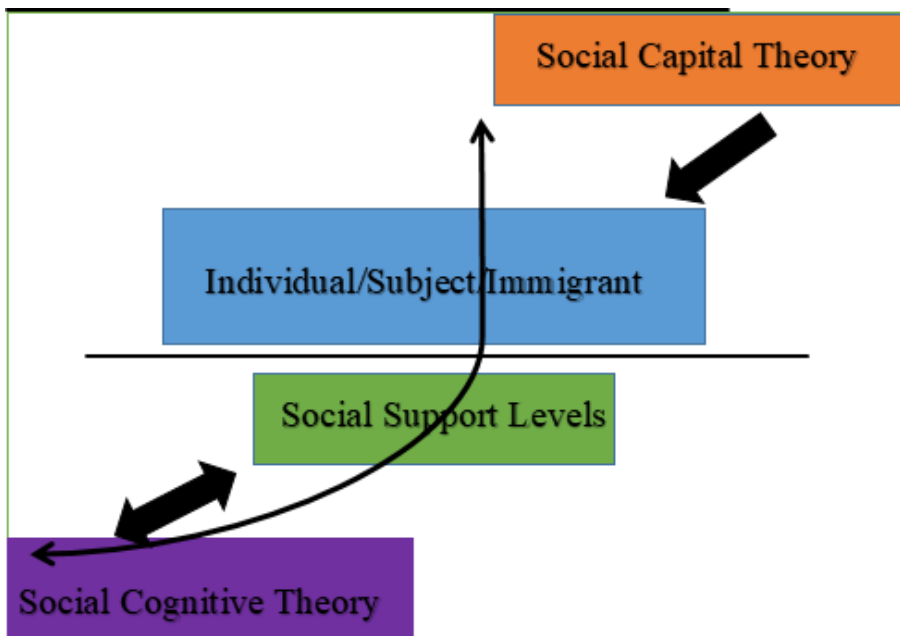 Social Capital Theory
Individual/Subject/Immigrant
Social Support Levels
Social Cognitive Theory